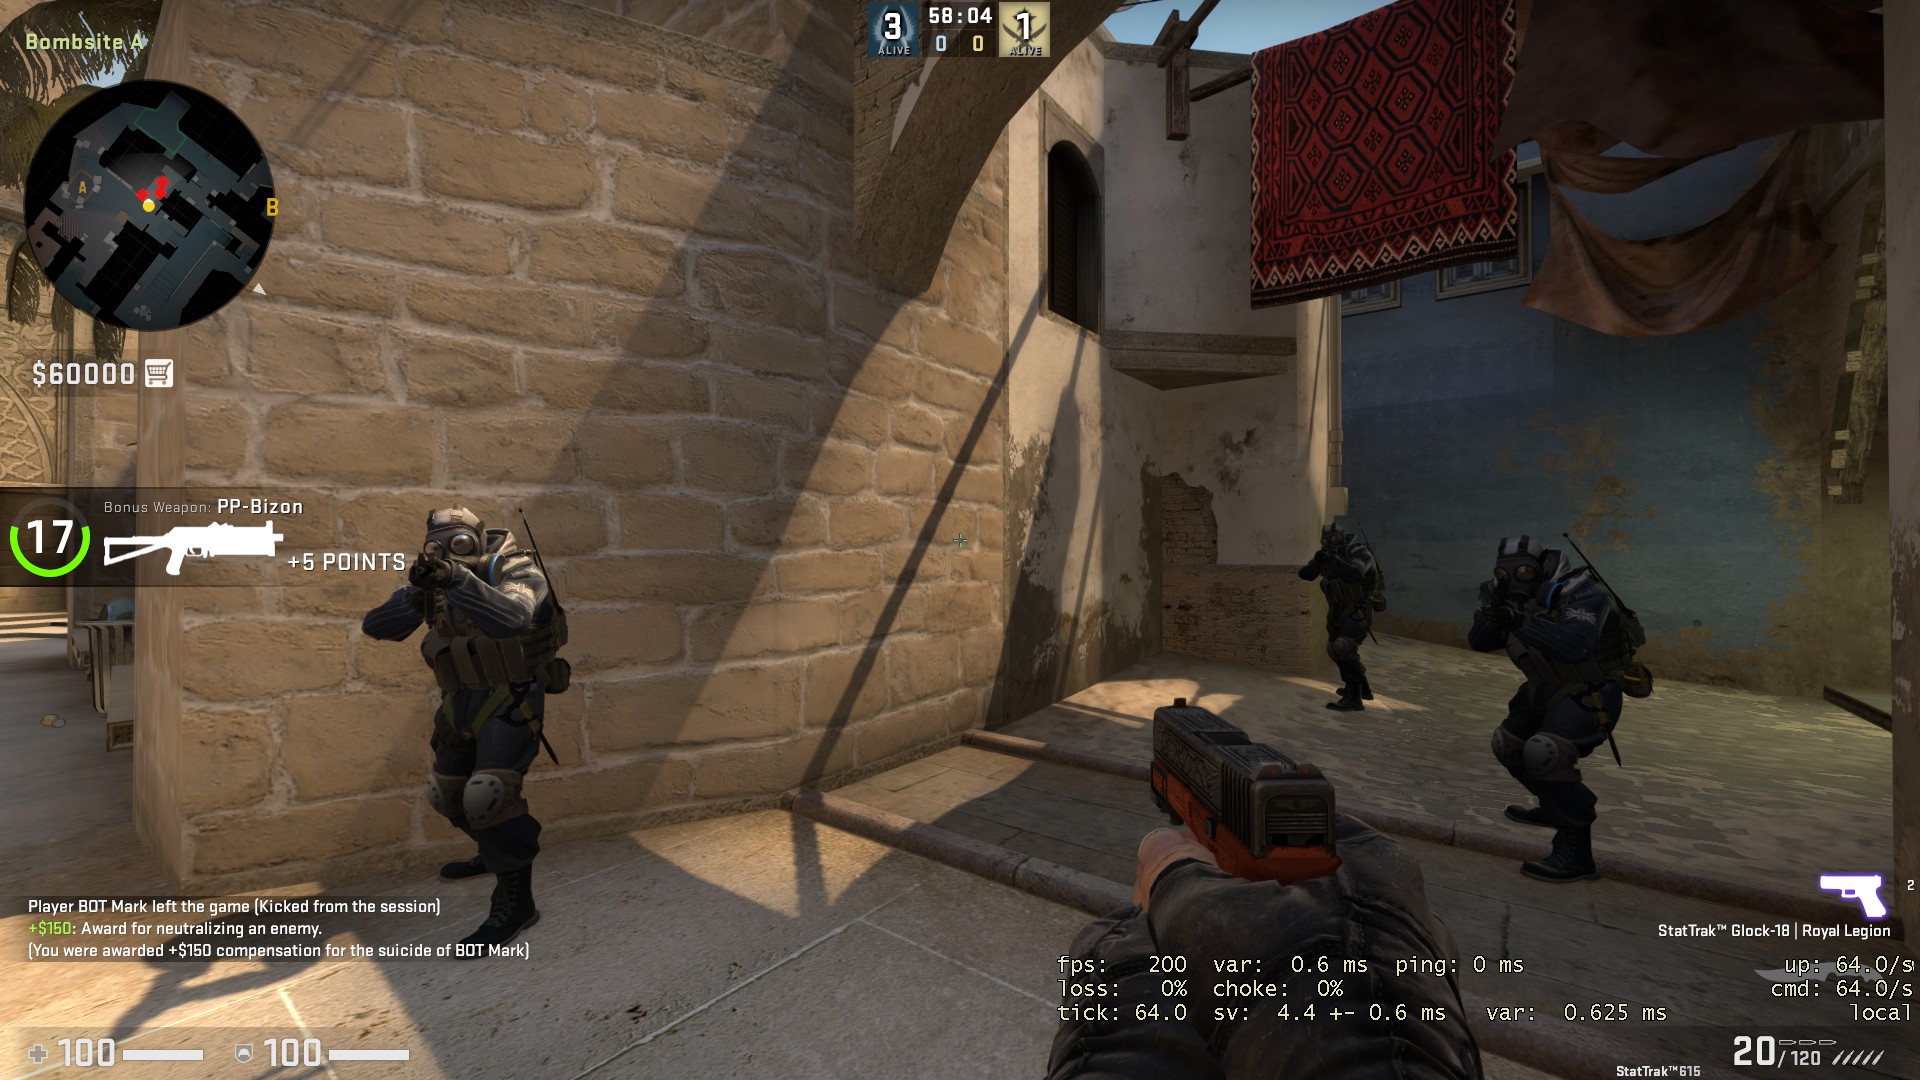 Bombsite A
3
ALIVE
58:04
0 0
1
ALIVE
A
B
$60000
17
Bonus Weapon: PP-Bizon
+5 POINTS
Player BOT Mark left the game (Kicked from the session)
+$150: Award for neutralizing an enemy.
(You were awarded +$150 compensation for the suicide of BOT Mark)
2
StatTrak™ Glock-18 | Royal Legion
fps: 200 var: 0.6 ms ping: 0 ms
up: 64.0/s
loss: 0% choke: 0%
cmd: 64.0/s
tick: 64.0 sv: 4.4 +- 0.6 ms var: 0.625 ms
local
100
100
20/120
StatTrak™615